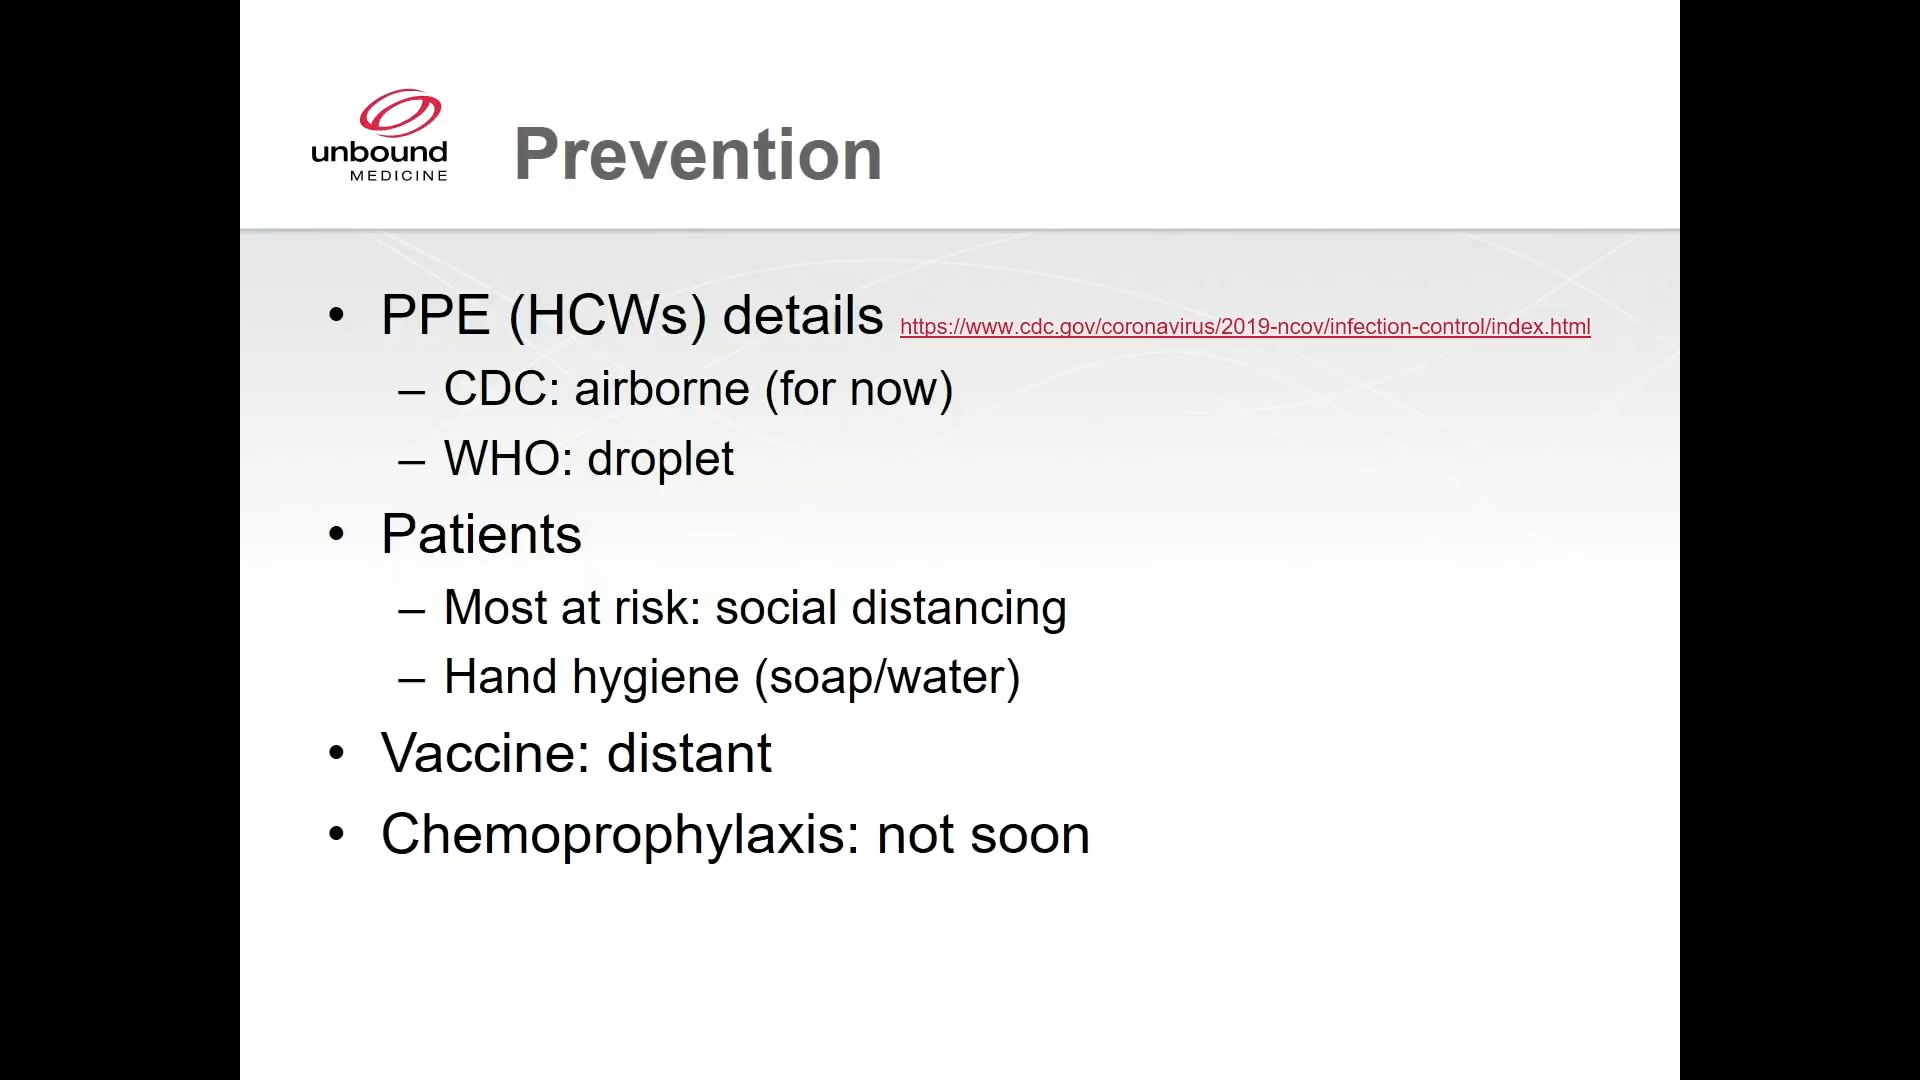 unbound
MEDICINE
Prevention
• PPE (HCWs) details https://www.cdc.gov/coronavirus/2019-ncov/infection-control/index.html
– CDC: airborne (for now)
– WHO: droplet
• Patients
– Most at risk: social distancing
– Hand hygiene (soap/water)
• Vaccine: distant
• Chemoprophylaxis: not soon